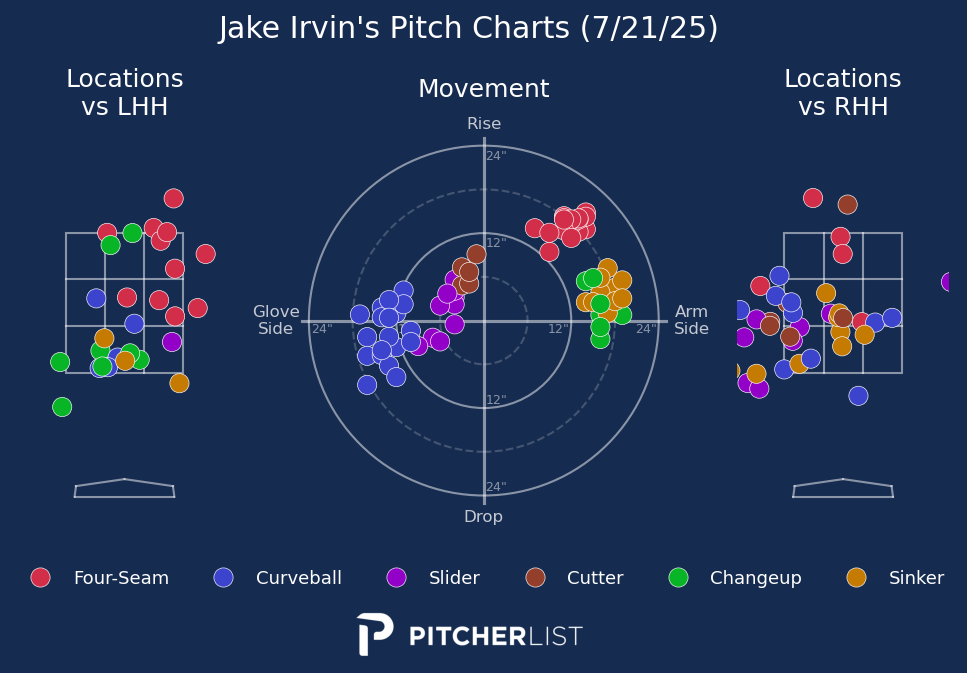 Jake Irvin's Pitch Charts (7/21/25)
Locations
vs LHH
Movement
Locations
vs RHH
Rise
24"
12"
Glove
Side
24"
12"
24"
Arm
Side
12"
24"
Drop
Four-Seam
Curveball
Slider
Cutter
Changeup
Sinker
PITCHERLIST